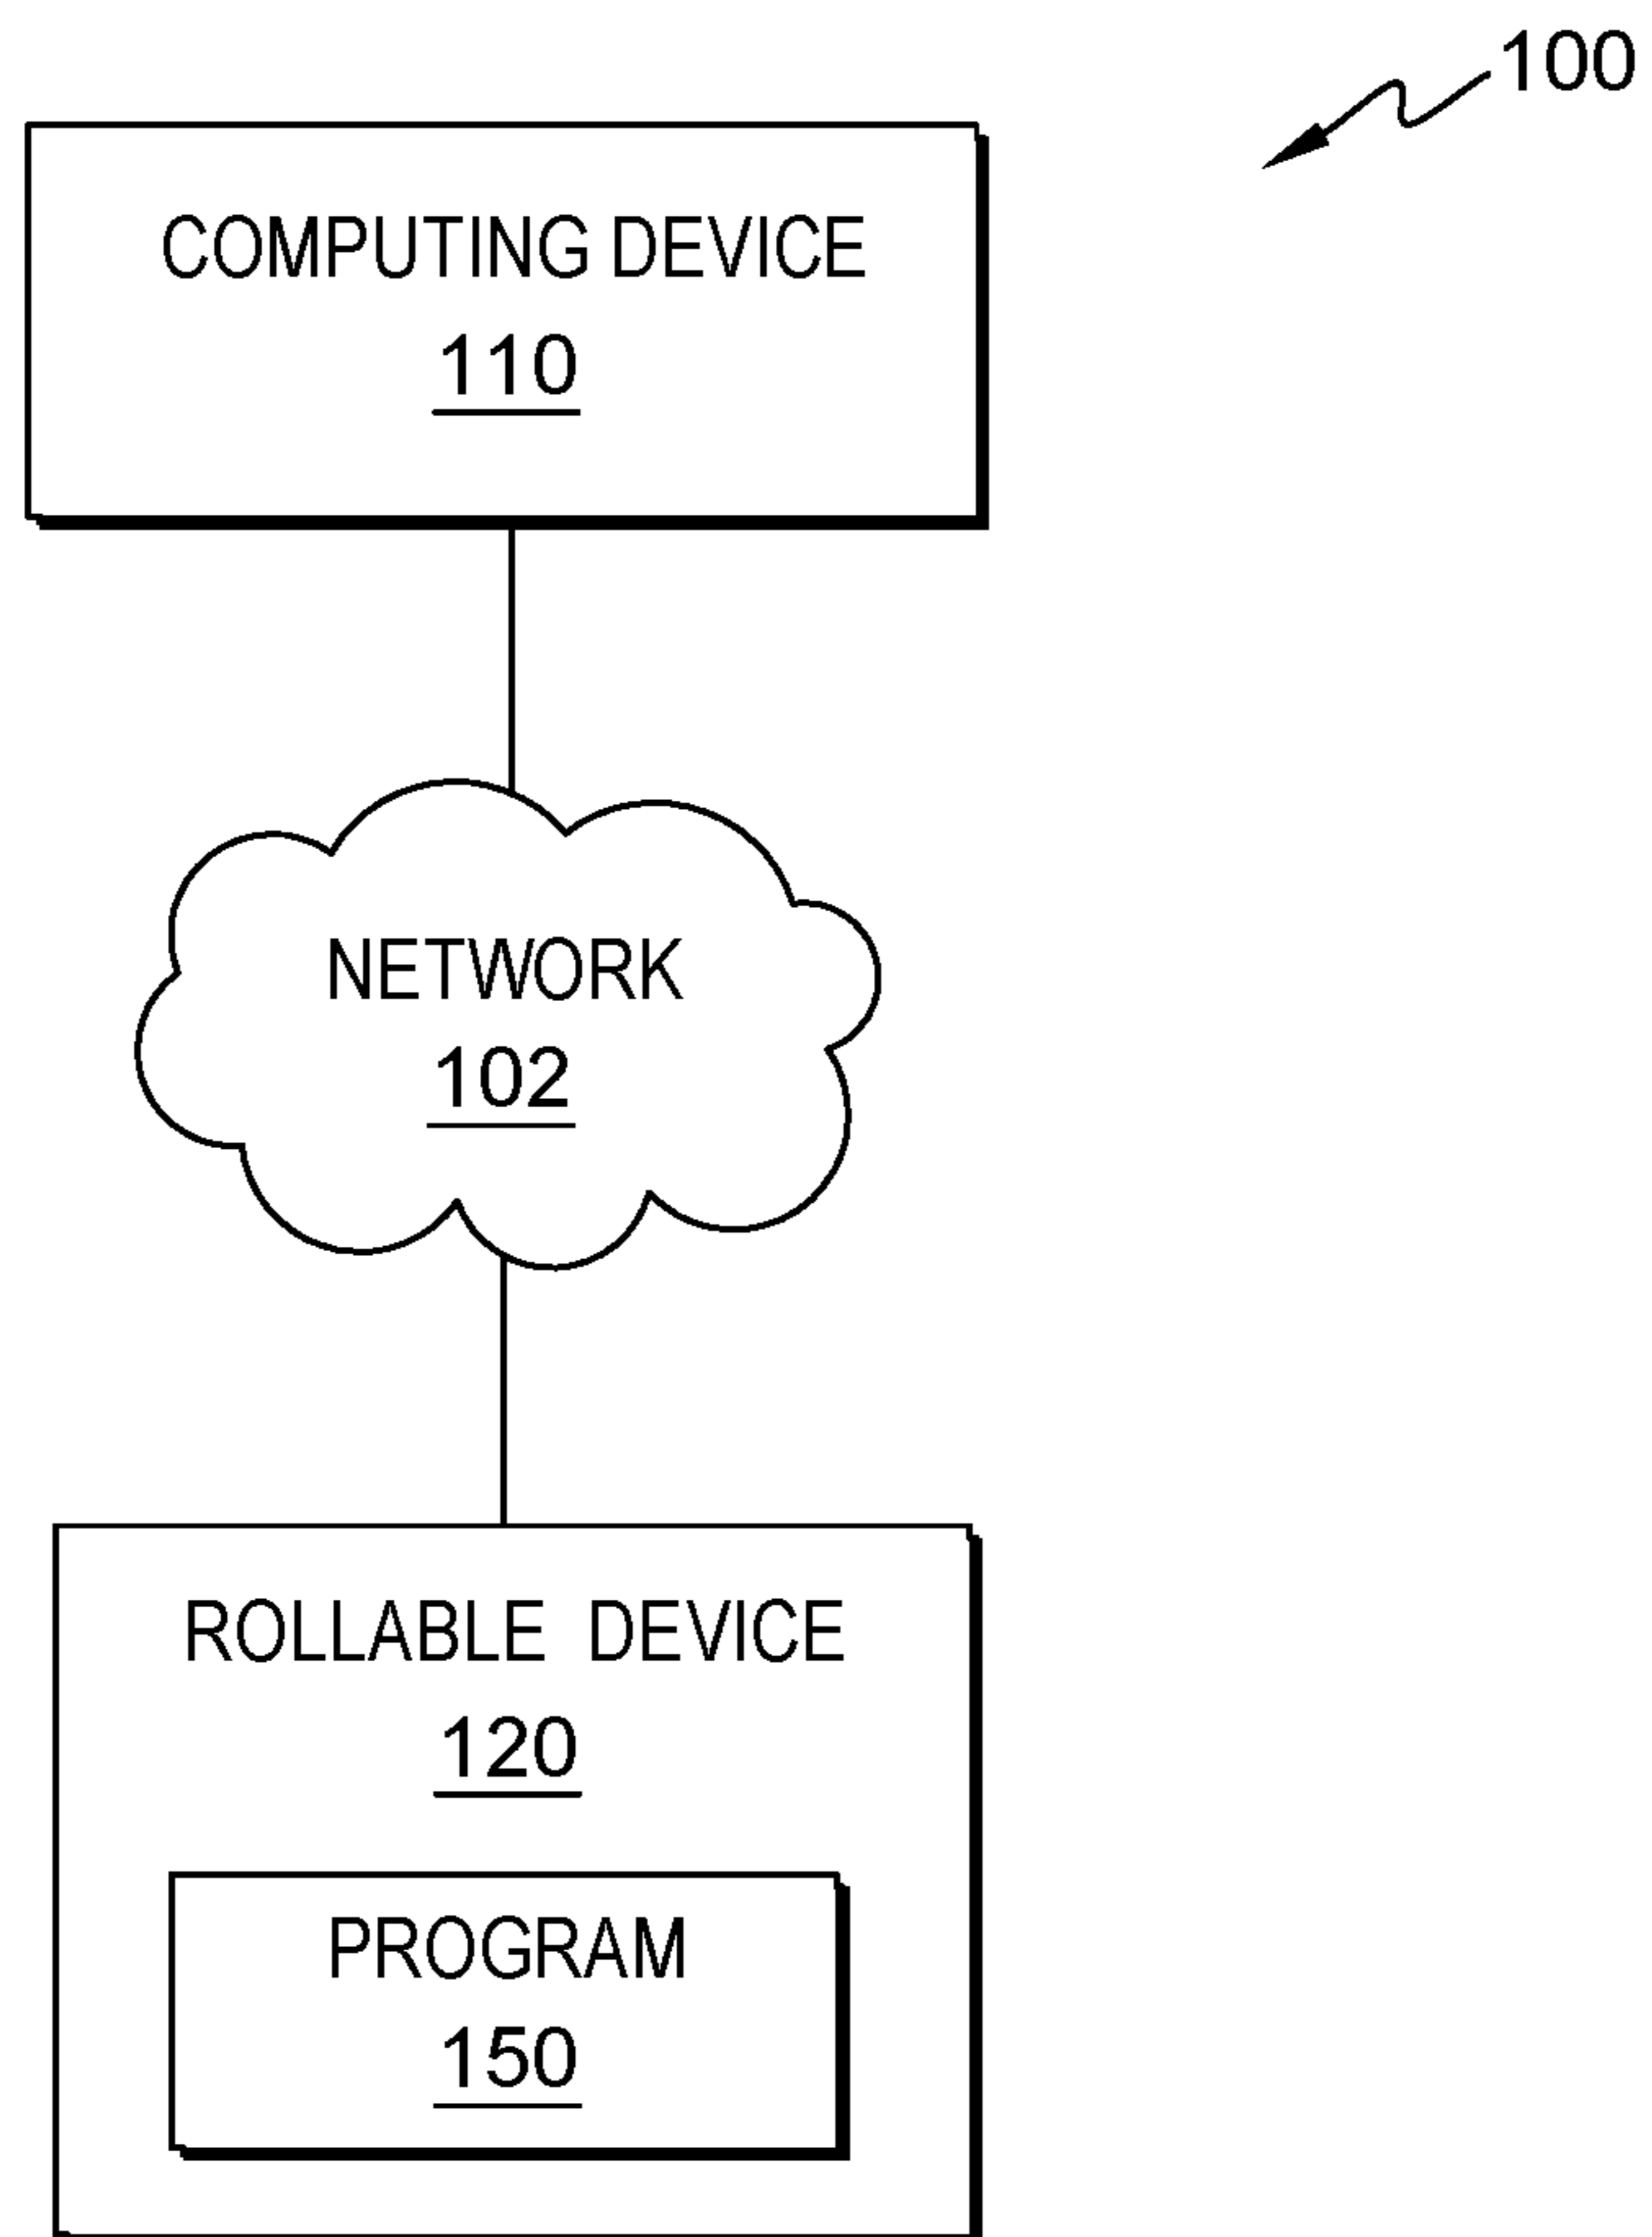 100
COMPUTING DEVICE
110
NETWORK
102
ROLLABLE DEVICE
120
PROGRAM
150